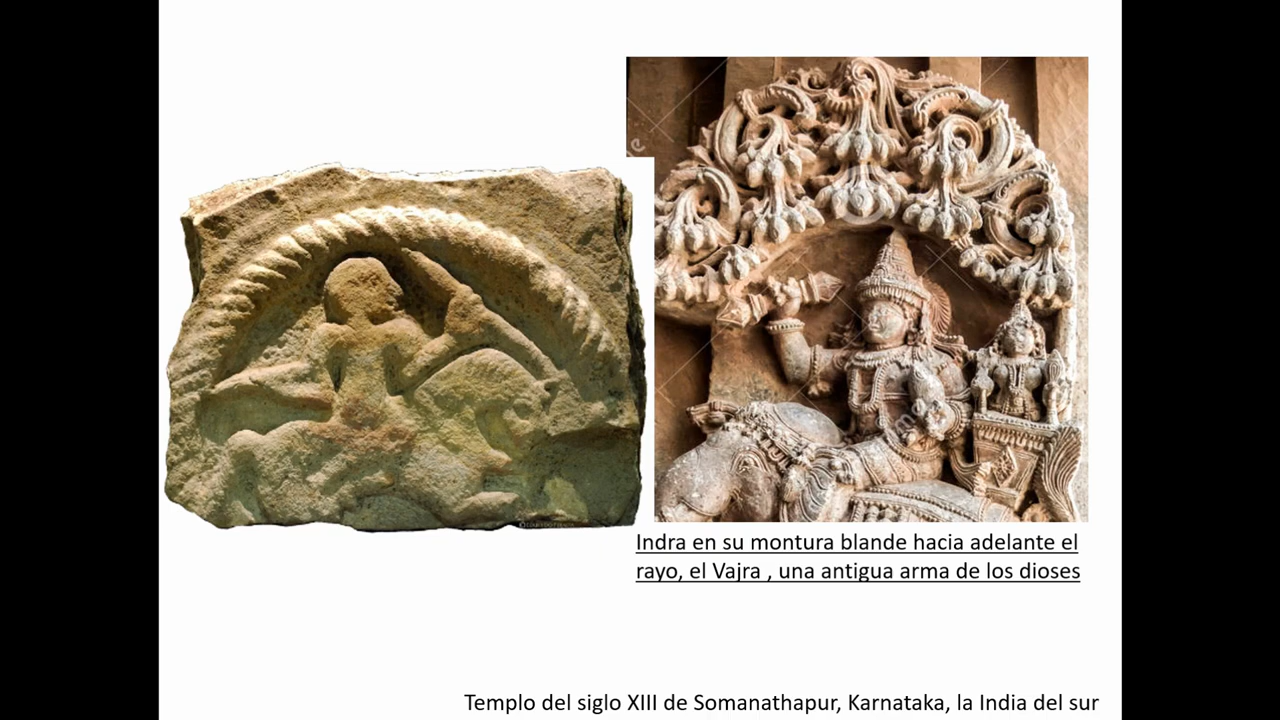 Indra en su montura blande hacia adelante el
rayo, el Vajra , una antigua arma de los dioses
Templo del siglo XIII de Somanathapur, Karnataka, la India del sur